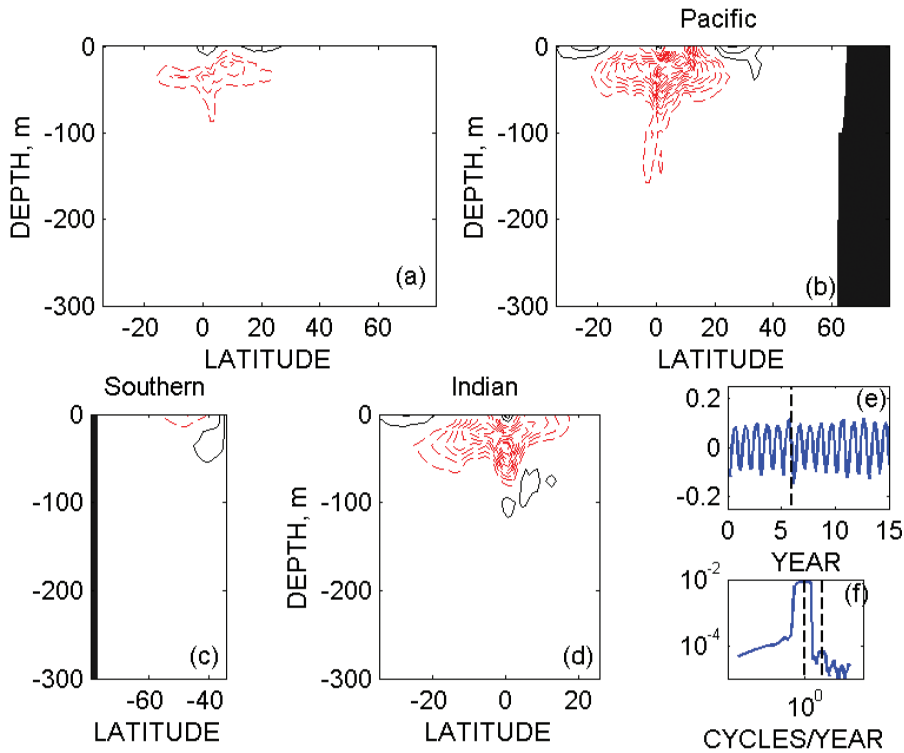 Pacific
0
-100
-200
-300
DEPTH, m
-20 0 20 40 60
LATITUDE
(a)
0
-100
-200
-300
DEPTH, m
-20 0 20 40 60
LATITUDE
(b)
Southern
0
-100
-200
-300
-60 -40
LATITUDE
(c)
Indian
0
-100
-200
-300
DEPTH, m
-20 0 20
LATITUDE
(d)
0.2
0
-0.2
0 5 10 15
YEAR
(e)
10^-2
10^-4
10^0
CYCLES/YEAR
(f)